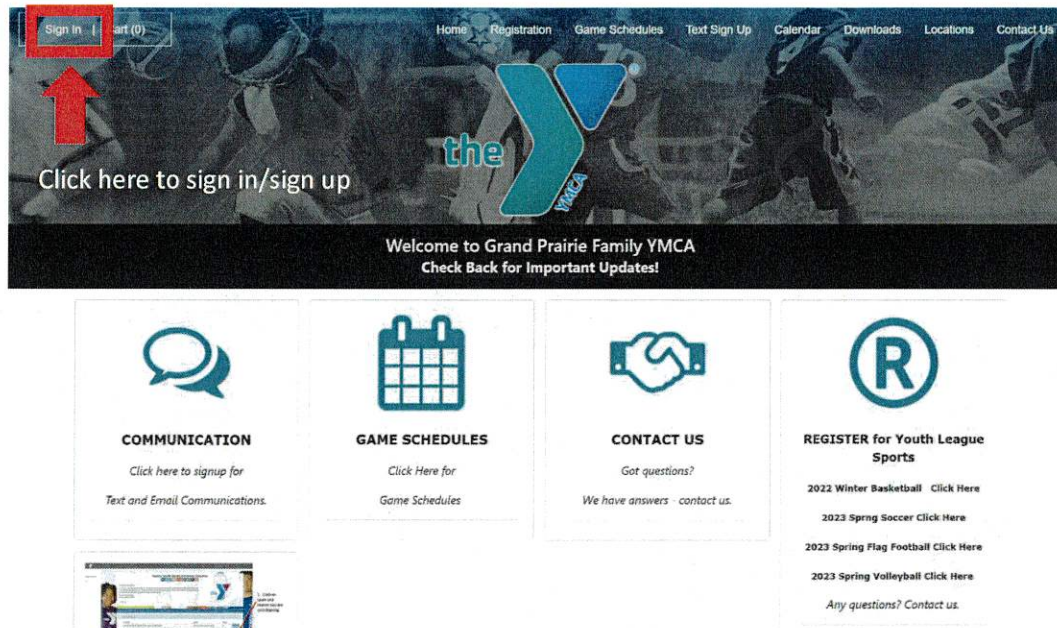 Sign In | Cart (0)
Home Registration Game Schedules Text Sign Up Calendar Downloads Locations Contact Us
the
YMCA
®
Click here to sign in/sign up
Welcome to Grand Prairie Family YMCA
Check Back for Important Updates!
COMMUNICATION
Click here to signup for
Text and Email Communications.
GAME SCHEDULES
Click Here for
Game Schedules
CONTACT US
Got questions?
We have answers - contact us.
R
REGISTER for Youth League
Sports
2022 Winter Basketball Click Here
2023 Sprng Soccer Click Here
2023 Spring Flag Football Click Here
2023 Spring Volleyball Click Here
Any questions? Contact us.